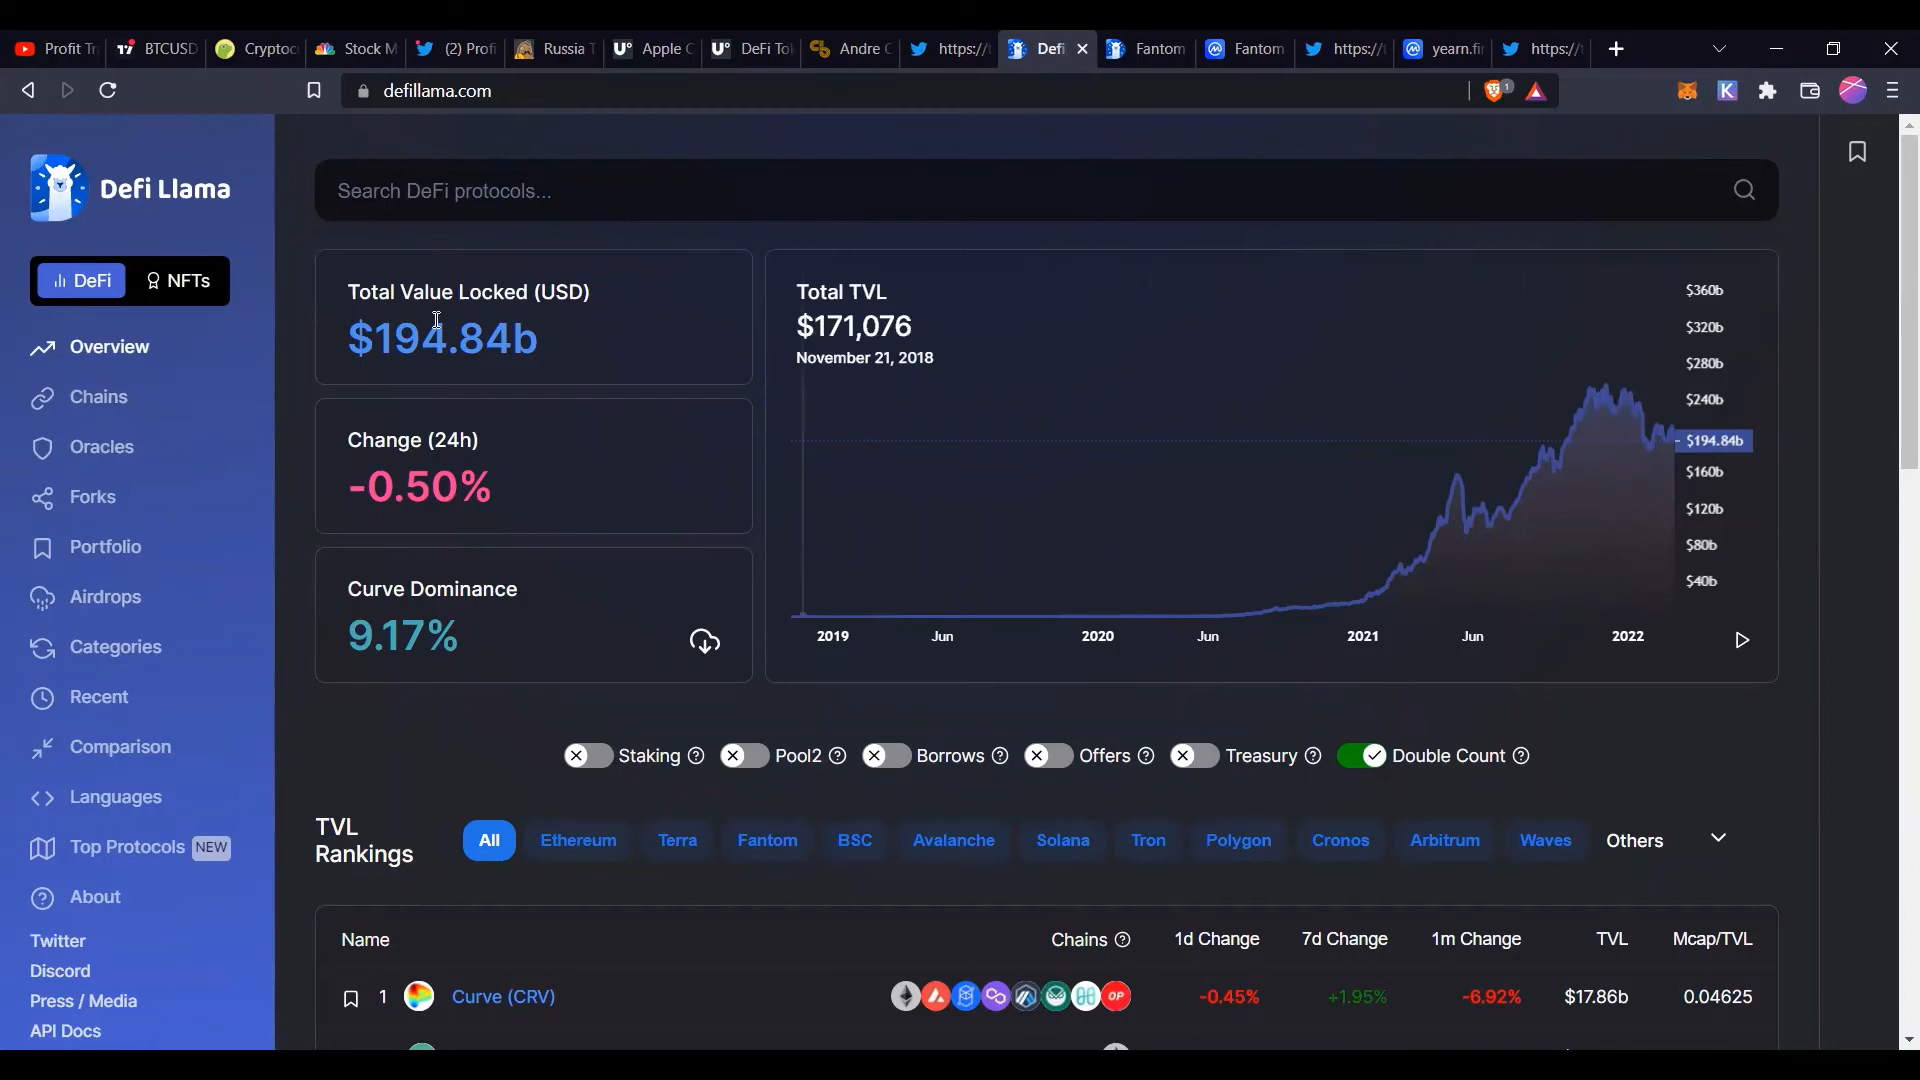 Profit Tr
BTCUSD
Cryptoc
Stock M
(2) Profi
Russia T
Apple C
DeFi To
Andre C
https://t
Defi
Fantom
Fantom
https://t
yearn.fir
https://t
defillama.com
1
Defi Llama
DeFi
NFTs
Overview
Chains
Oracles
Forks
Portfolio
Airdrops
Categories
Recent
Comparison
Languages
Top Protocols NEW
About
Twitter
Discord
Press / Media
API Docs
Search DeFi protocols...
Total Value Locked (USD)
$194.84b
Change (24h)
-0.50%
Curve Dominance
9.17%
Total TVL
$171,076
November 21, 2018
$360b
$320b
$280b
$240b
$194.84b
$160b
$120b
$80b
$40b
2019 Jun 2020 Jun 2021 Jun 2022
Staking Pool2 Borrows Offers Treasury Double Count
TVL
Rankings
All Ethereum Terra Fantom BSC Avalanche Solana Tron Polygon Cronos Arbitrum Waves Others
Name Chains 1d Change 7d Change 1m Change TVL Mcap/TVL
1 Curve (CRV) OP -0.45% +1.95% -6.92% $17.86b 0.04625